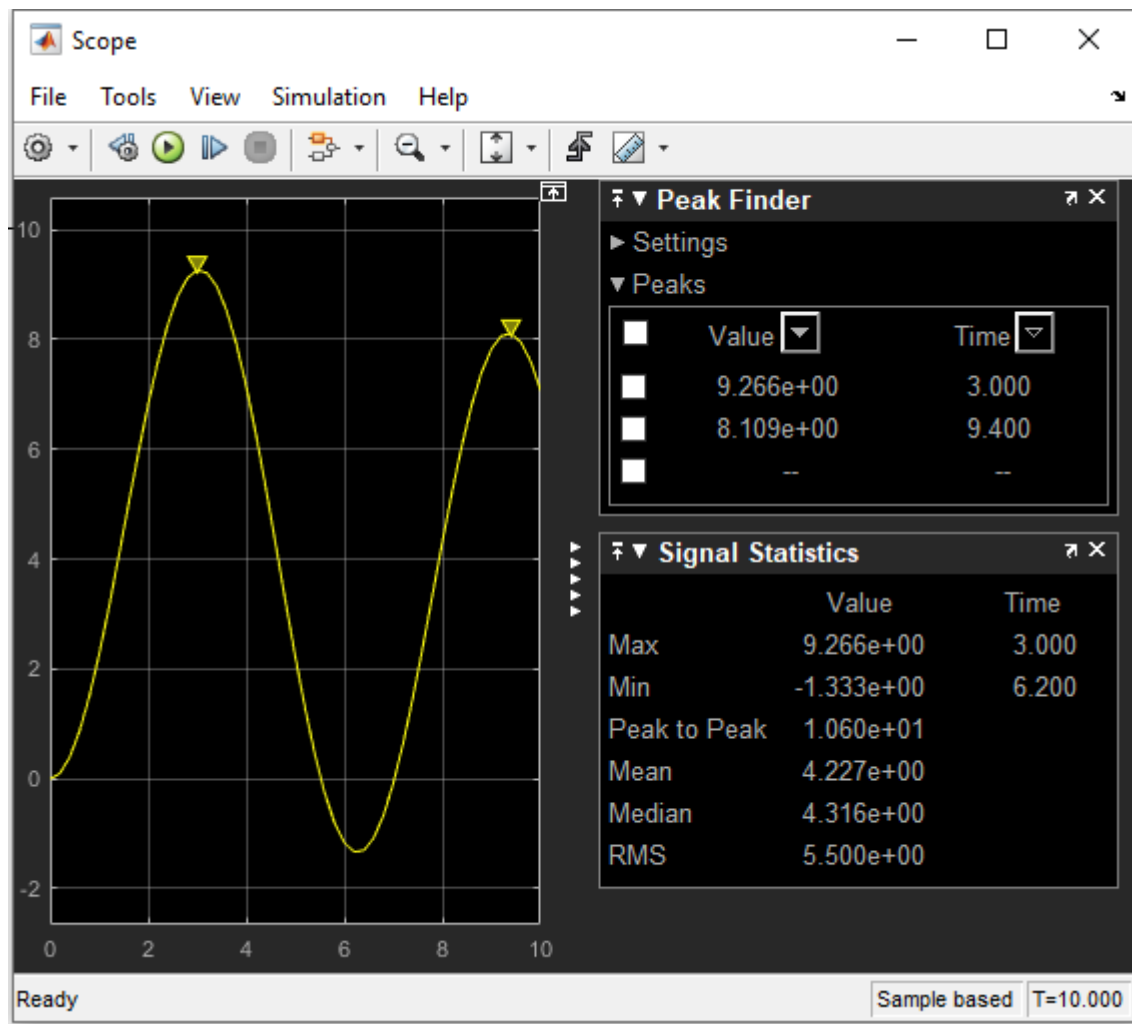 Scope
File Tools View Simulation Help
10
8
6
4
2
0
-2
0 2 4 6 8 10
Peak Finder
Settings
Peaks
Value Time
9.266e+00 3.000
8.109e+00 9.400
-- --
Signal Statistics
Value Time
Max 9.266e+00 3.000
Min -1.333e+00 6.200
Peak to Peak 1.060e+01
Mean 4.227e+00
Median 4.316e+00
RMS 5.500e+00
Ready Sample based T=10.000